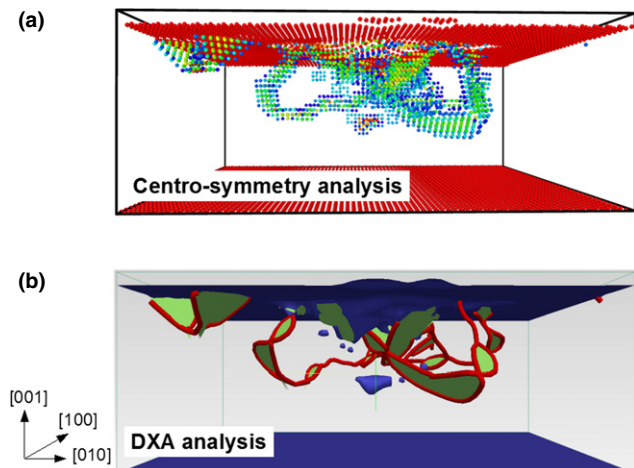 (a)
Centro-symmetry analysis
(b)
[001]
[100]
[010]
DXA analysis